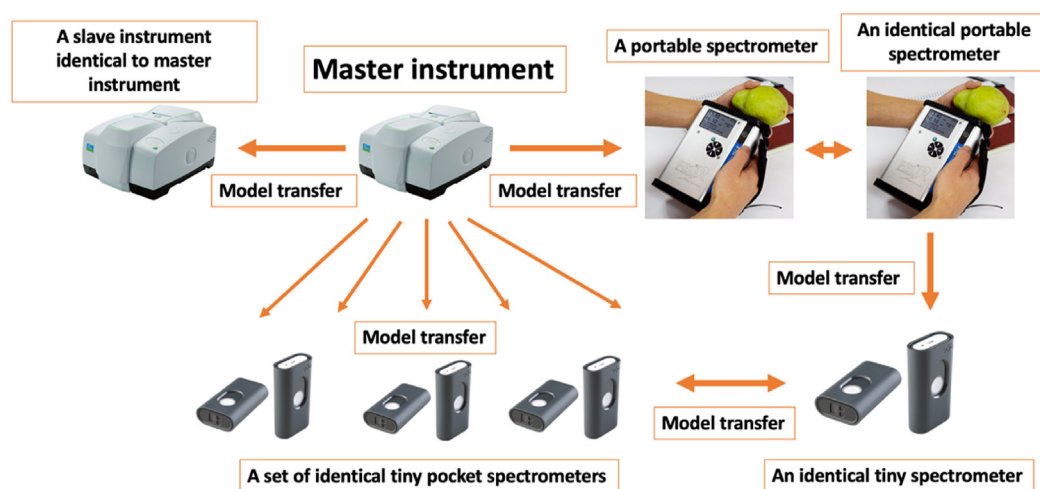 A slave instrument
identical to master
instrument
Master instrument
A portable spectrometer
An identical portable
spectrometer
Model transfer
Model transfer
Model transfer
Model transfer
Model transfer
A set of identical tiny pocket spectrometers
An identical tiny spectrometer